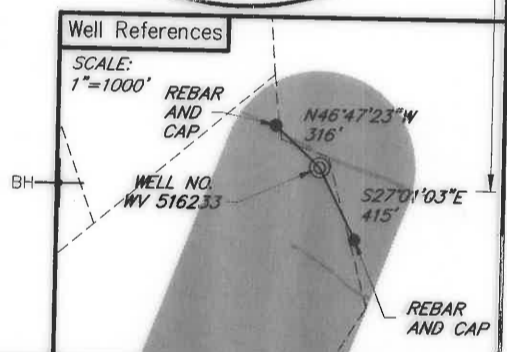 Well References
SCALE:
1"=1000'
REBAR
AND
CAP
N46°47'23"W
316'
BH
WELL NO.
WV 516233
S27°01'03"E
415'
REBAR
AND CAP